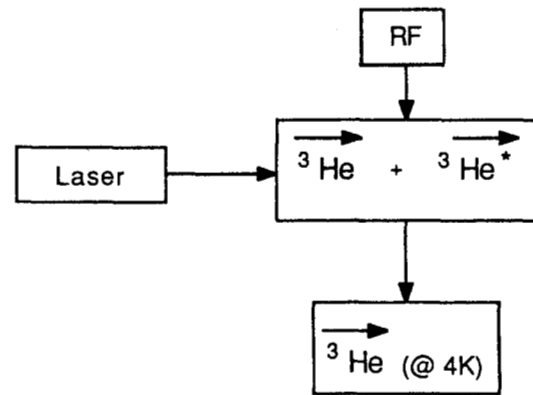 RF
³He + ³He*
Laser
³He (@ 4K)